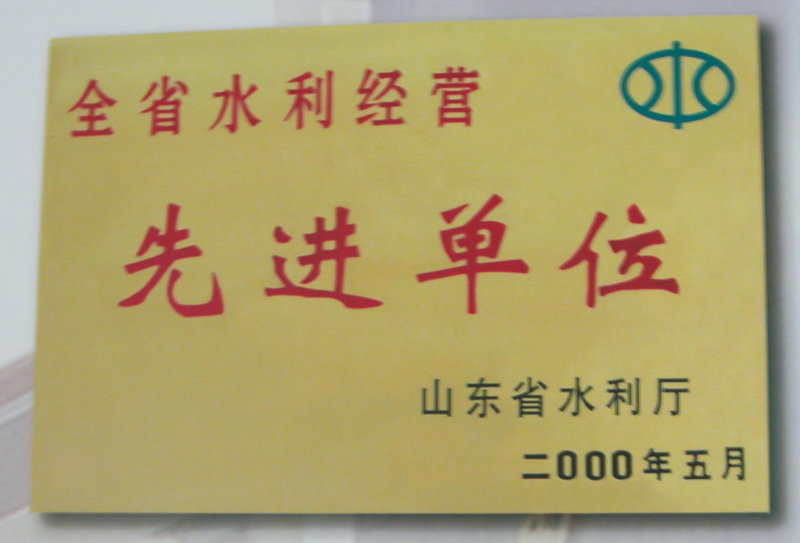 全省水利经营
先进单位
山东省水利厅
二000年五月